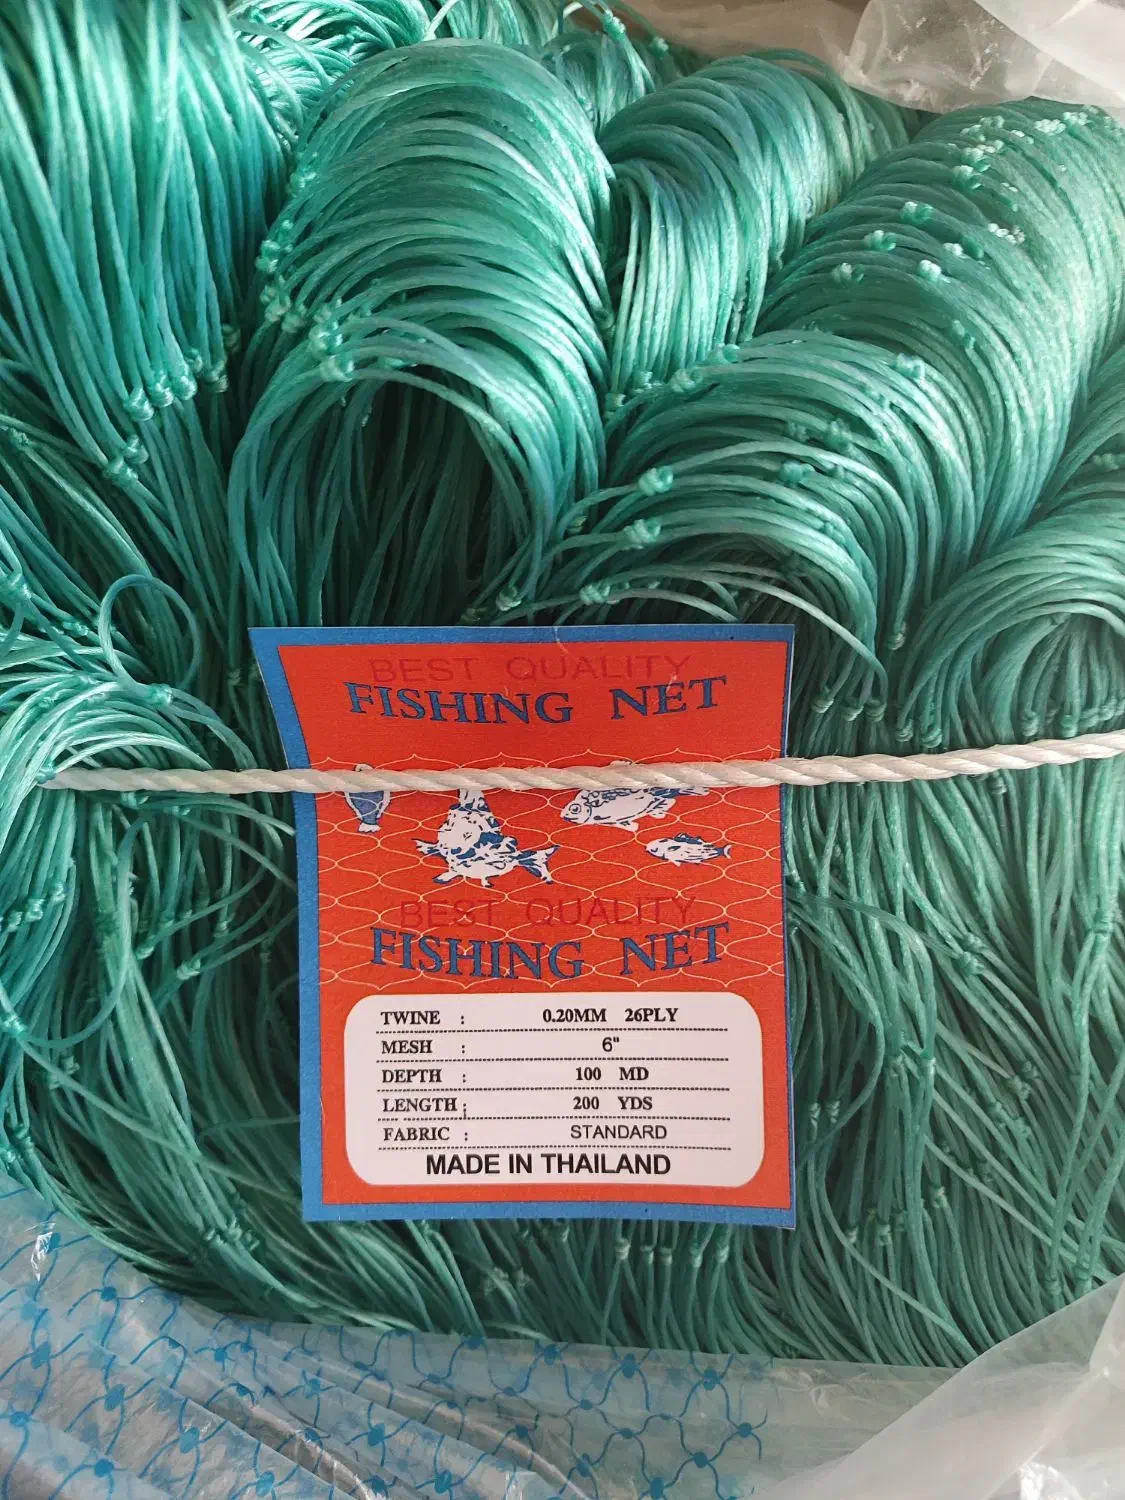 BEST QUALITY
FISHING NET
BEST QUALITY
FISHING NET
TWINE : 0.20MM 26PLY
MESH : 6"
DEPTH : 100 MD
LENGTH : 200 YDS
FABRIC : STANDARD
MADE IN THAILAND